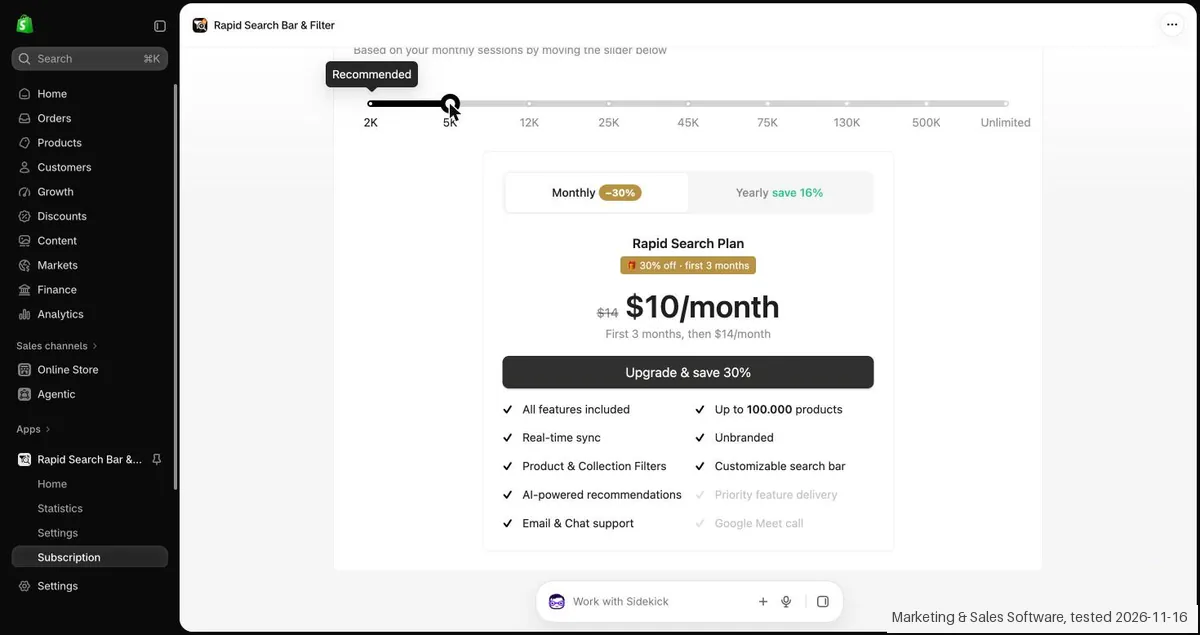 Rapid Search Bar & Filter
Search
⌘K
Home
Orders
Products
Customers
Growth
Discounts
Content
Markets
Finance
Analytics
Sales channels
Online Store
Agentic
Apps
Rapid Search Bar &...
Home
Statistics
Settings
Subscription
Settings
Based on your monthly sessions by moving the slider below
Recommended
2K 5K 12K 25K 45K 75K 130K 500K Unlimited
Monthly –30% Yearly save 16%
Rapid Search Plan
30% off · first 3 months
$14 $10/month
First 3 months, then $14/month
Upgrade & save 30%
All features included
Up to 100.000 products
Real-time sync
Unbranded
Product & Collection Filters
Customizable search bar
AI-powered recommendations
Priority feature delivery
Email & Chat support
Google Meet call
Work with Sidekick
Marketing & Sales Software, tested 2026-11-16